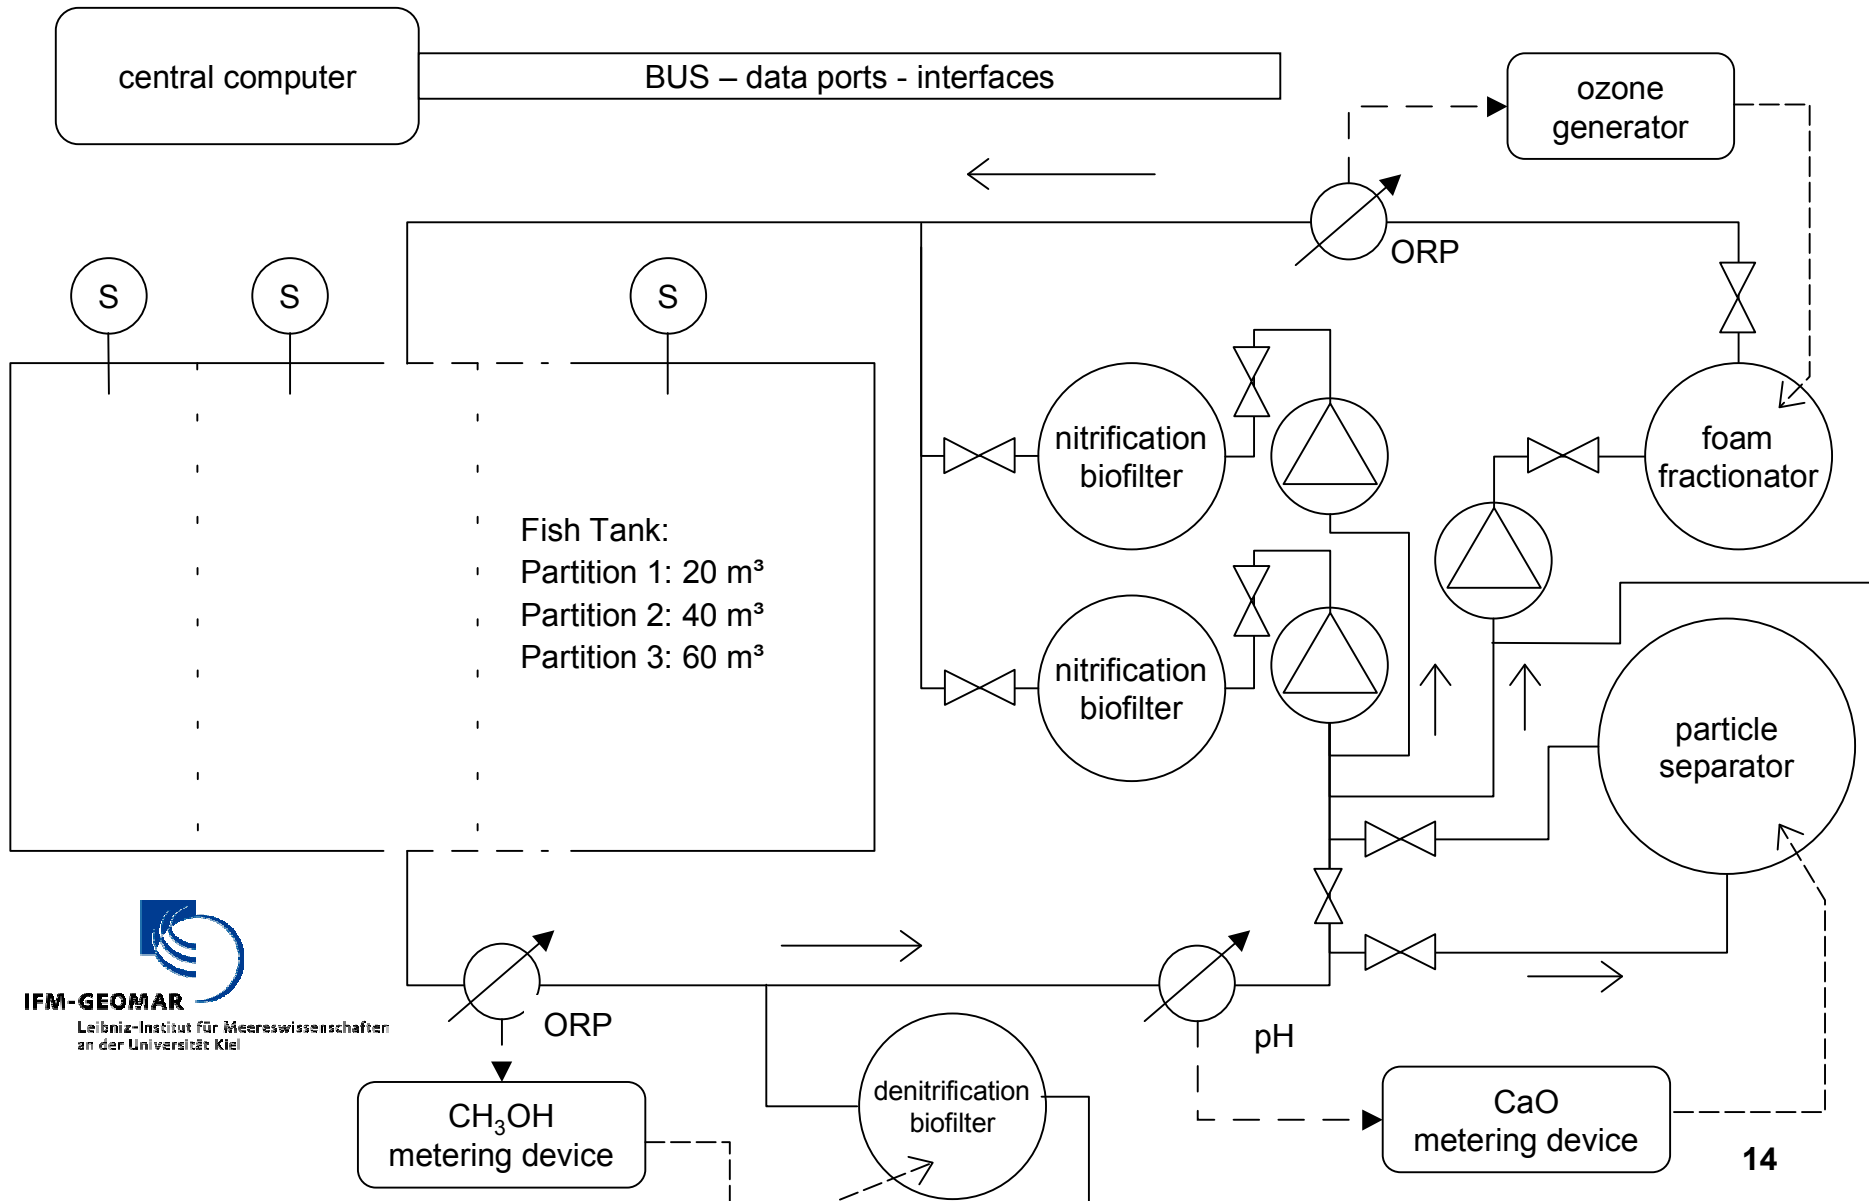 central computer
BUS – data ports - interfaces
ozone
generator
ORP
S
S
S
nitrification
biofilter
foam
fractionator
Fish Tank:
Partition 1: 20 m³
Partition 2: 40 m³
Partition 3: 60 m³
nitrification
biofilter
particle
separator
IFM-GEOMAR
Leibniz-Institut für Meereswissenschaften
an der Universität Kiel
ORP
pH
denitrification
biofilter
CH₃OH
metering device
CaO
metering device
14